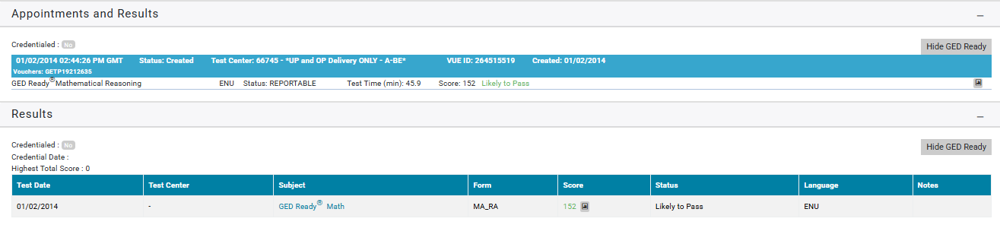 Appointments and Results
Credentialed : No
Hide GED Ready
01/02/2014 02:44:26 PM GMT Status: Created Test Center: 66745 - *UP and OP Delivery ONLY - A-BE* VUE ID: 264515519 Created: 01/02/2014
Vouchers: GETP19212635
GED Ready® Mathematical Reasoning ENU Status: REPORTABLE Test Time (min): 45.9 Score: 152 Likely to Pass
Results
Credentialed : No
Hide GED Ready
Credential Date :
Highest Total Score : 0
Test Date Test Center Subject Form Score Status Language Notes
01/02/2014 - GED Ready® Math MA_RA 152 Likely to Pass ENU